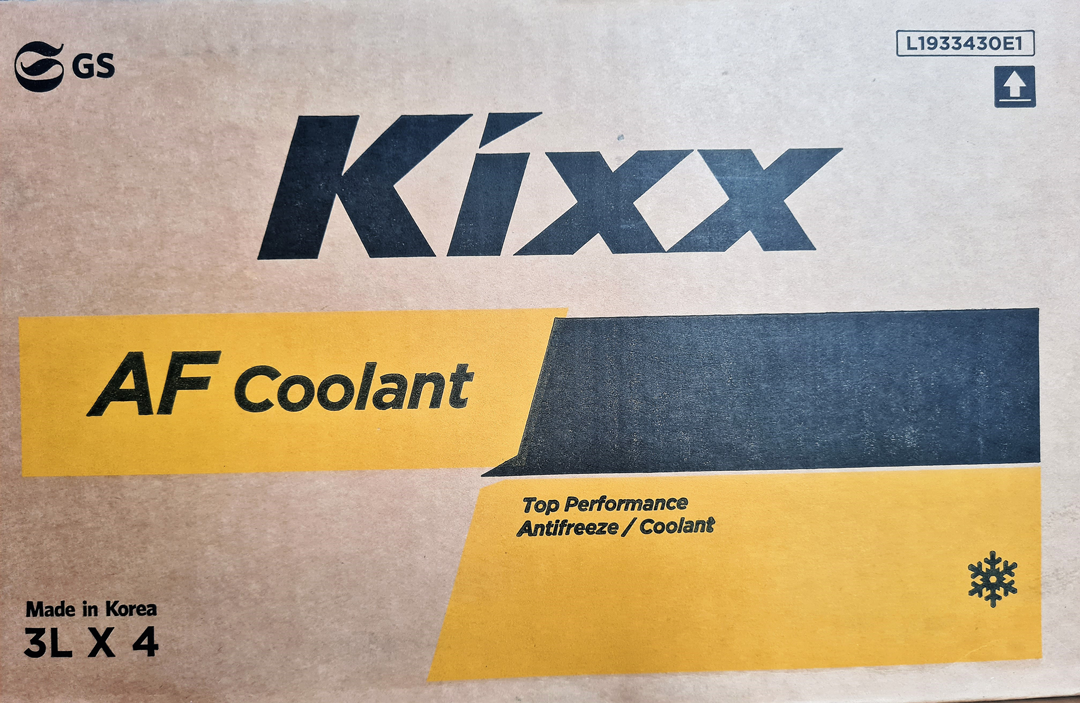 GS
L1933430E1
Kixx
AF Coolant
Top Performance
Antifreeze / Coolant
Made in Korea
3L X 4